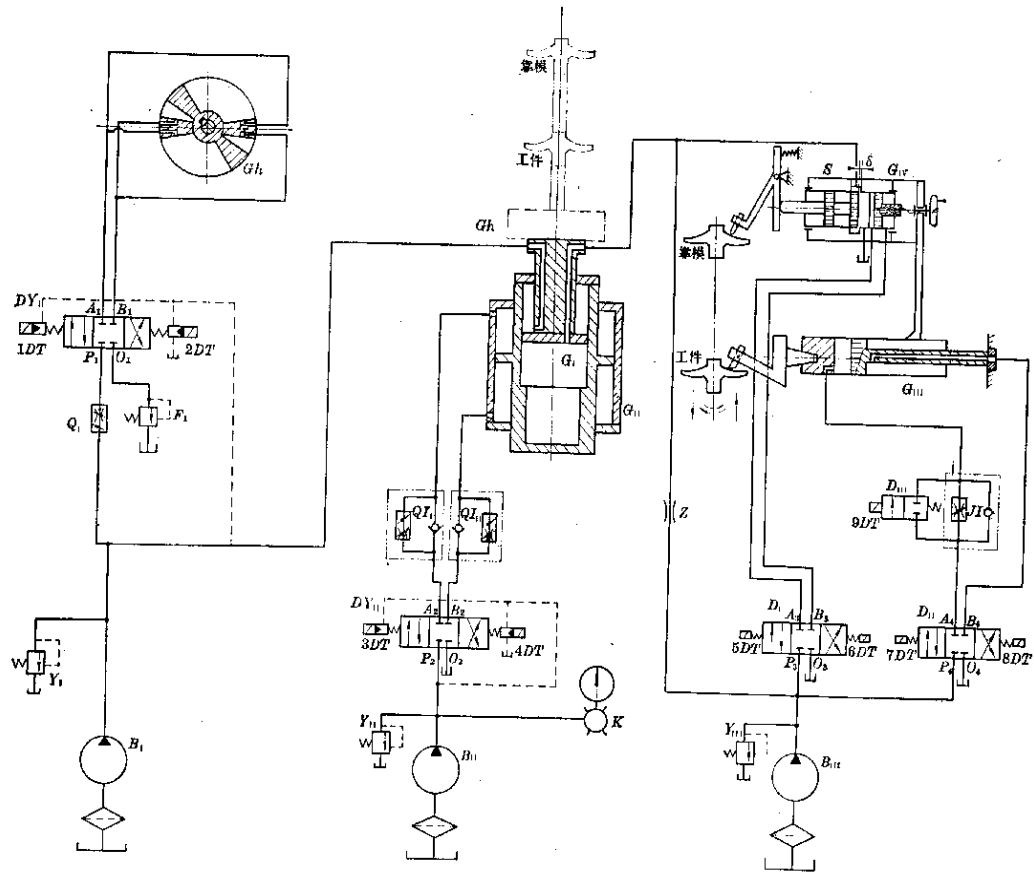 靠模
工件
Gh
Gh
S
δ
G_IV
靠模
工件
G_I
G_II
G_III
DY_I
A_1
B_1
1DT
2DT
P_1
O_1
Q_1
F_1
QI_I
QI_II
Z
D_III
9DT
JI
DY_II
A_2
B_2
3DT
4DT
P_2
O_2
D_I
B_3
5DT
6DT
P_3
O_3
D_II
A_4
B_4
7DT
8DT
P_4
O_4
K
Y_I
Y_II
Y_III
B_I
B_II
B_III